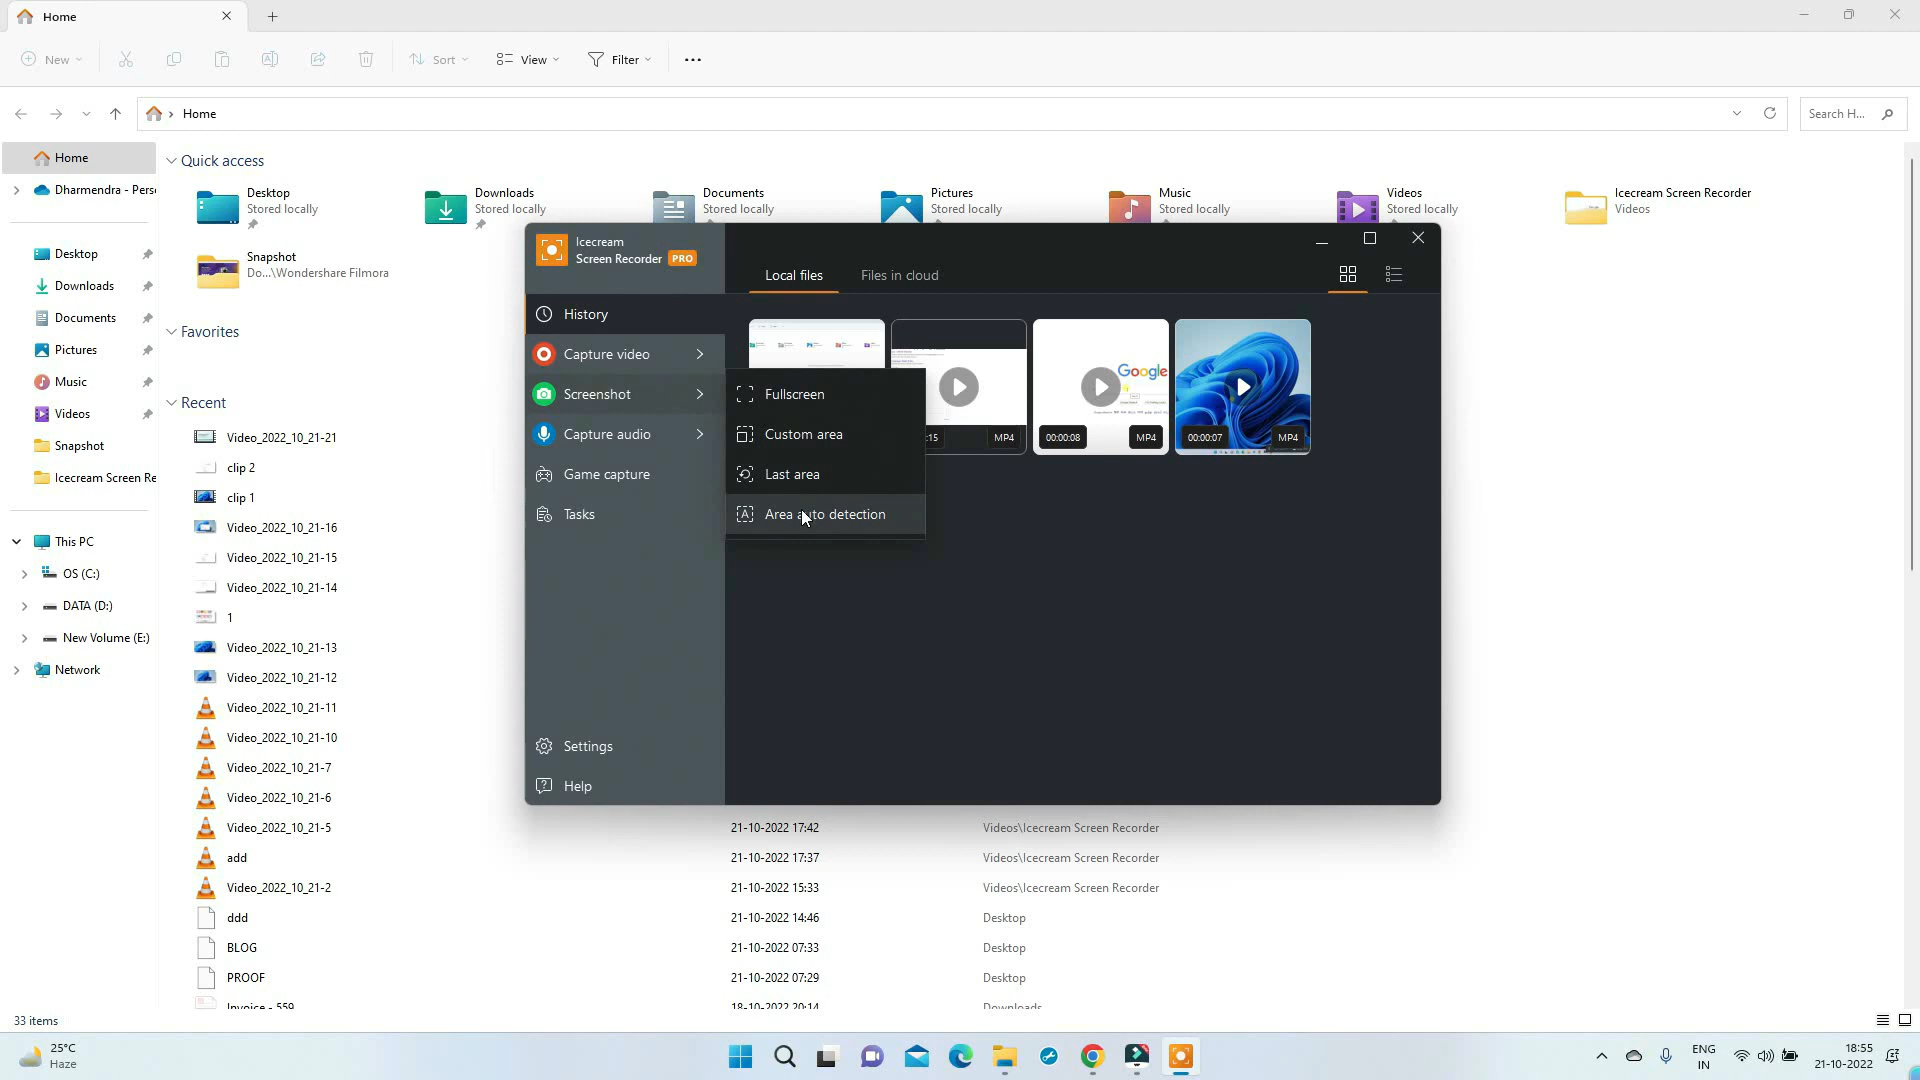 Home
New
Sort
View
Filter
Home
Search H...
Home
Dharmendra - Pers
Desktop
Downloads
Documents
Pictures
Music
Videos
Snapshot
Icecream Screen Re
This PC
OS (C:)
DATA (D:)
New Volume (E:)
Network
Quick access
Desktop
Stored locally
Downloads
Stored locally
Documents
Stored locally
Pictures
Stored locally
Music
Stored locally
Videos
Stored locally
Icecream Screen Recorder
Videos
Snapshot
Do...\Wondershare Filmora
Favorites
Recent
Video_2022_10_21-21
clip 2
clip 1
Video_2022_10_21-16
Video_2022_10_21-15
Video_2022_10_21-14
1
Video_2022_10_21-13
Video_2022_10_21-12
Video_2022_10_21-11
Video_2022_10_21-10
Video_2022_10_21-7
Video_2022_10_21-6
Video_2022_10_21-5 21-10-2022 17:42 Videos\Icecream Screen Recorder
add 21-10-2022 17:37 Videos\Icecream Screen Recorder
Video_2022_10_21-2 21-10-2022 15:33 Videos\Icecream Screen Recorder
ddd 21-10-2022 14:46 Desktop
BLOG 21-10-2022 07:33 Desktop
PROOF 21-10-2022 07:29 Desktop
Invoice - 559 18-10-2022 20:14 Downloads
Icecream
Screen Recorder PRO
History
Capture video
Screenshot
Capture audio
Game capture
Tasks
Settings
Help
Local files
Files in cloud
Fullscreen
Custom area
Last area
Area auto detection
:15 MP4
Google
00:00:08 MP4
00:00:07 MP4
33 items
25°C
Haze
ENG
IN
18:55
21-10-2022